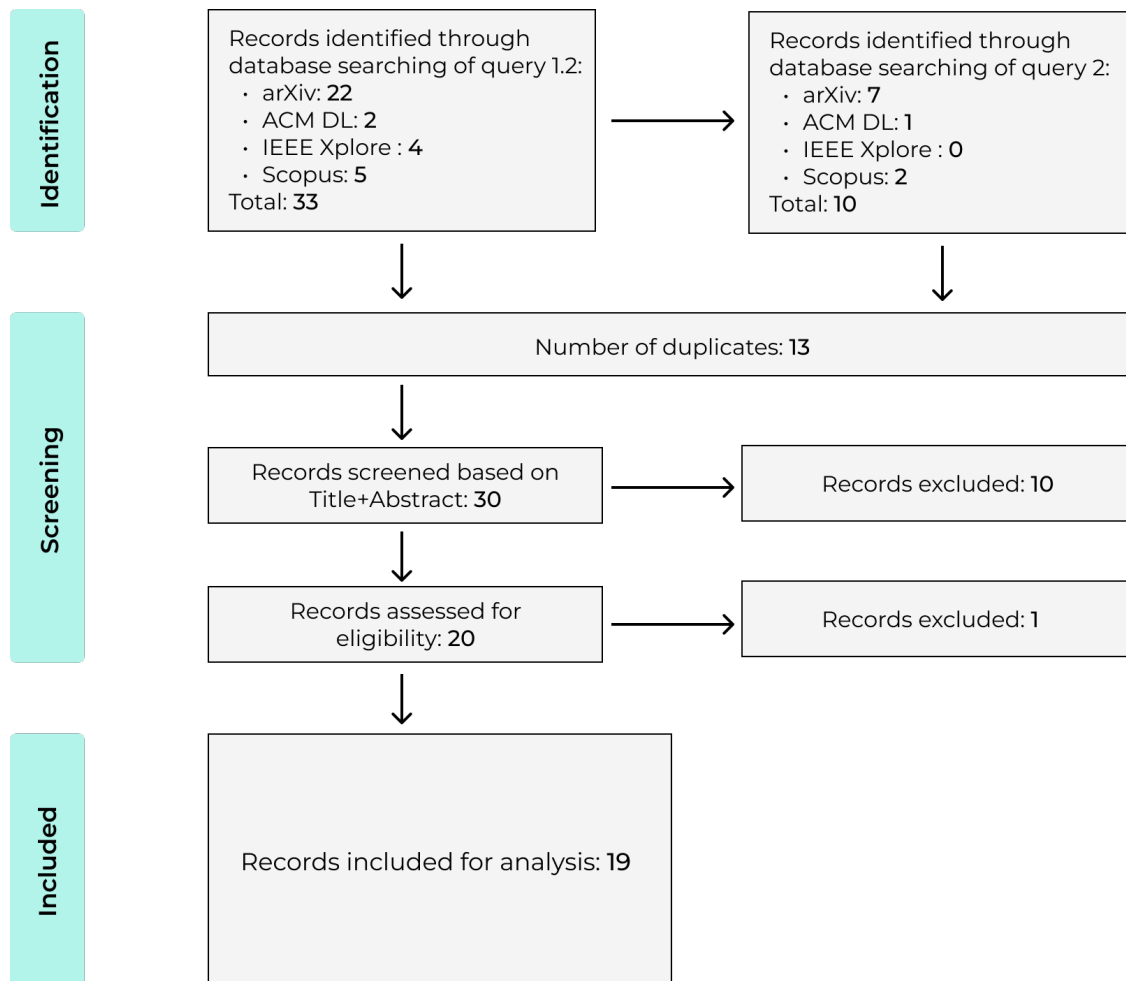 Identification
Records identified through
database searching of query 1.2:
• arXiv: 22
• ACM DL: 2
• IEEE Xplore : 4
• Scopus: 5
Total: 33
Records identified through
database searching of query 2:
• arXiv: 7
• ACM DL: 1
• IEEE Xplore : 0
• Scopus: 2
Total: 10
Screening
Number of duplicates: 13
Records screened based on
Title+Abstract: 30
Records excluded: 10
Records assessed for
eligibility: 20
Records excluded: 1
Included
Records included for analysis: 19